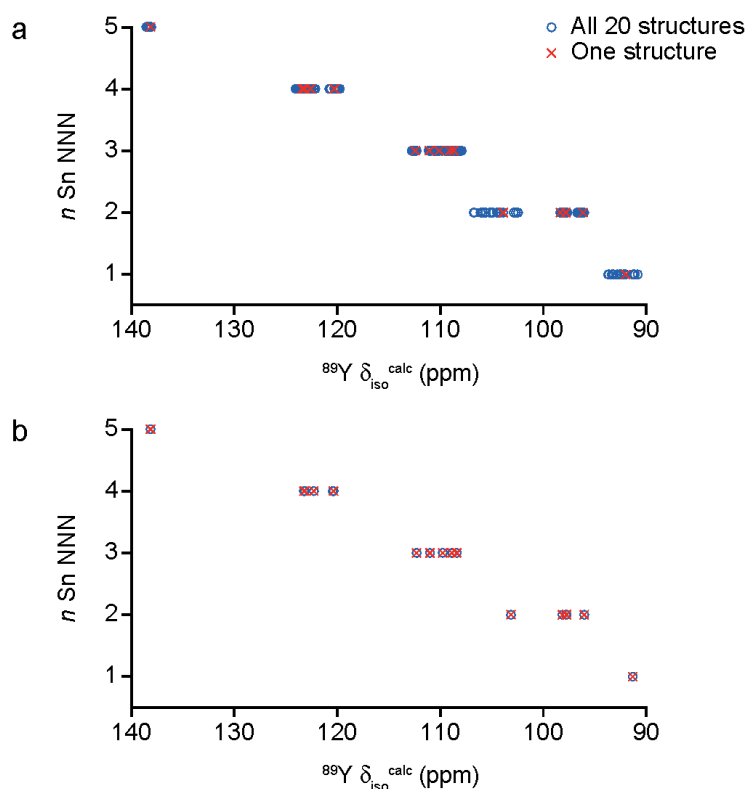 a
All 20 structures
One structure
5
4
3
2
1
n Sn NNN
140 130 120 110 100 90
⁸⁹Y δisoᶜᵃˡᶜ (ppm)
b
5
4
3
2
1
n Sn NNN
140 130 120 110 100 90
⁸⁹Y δisoᶜᵃˡᶜ (ppm)